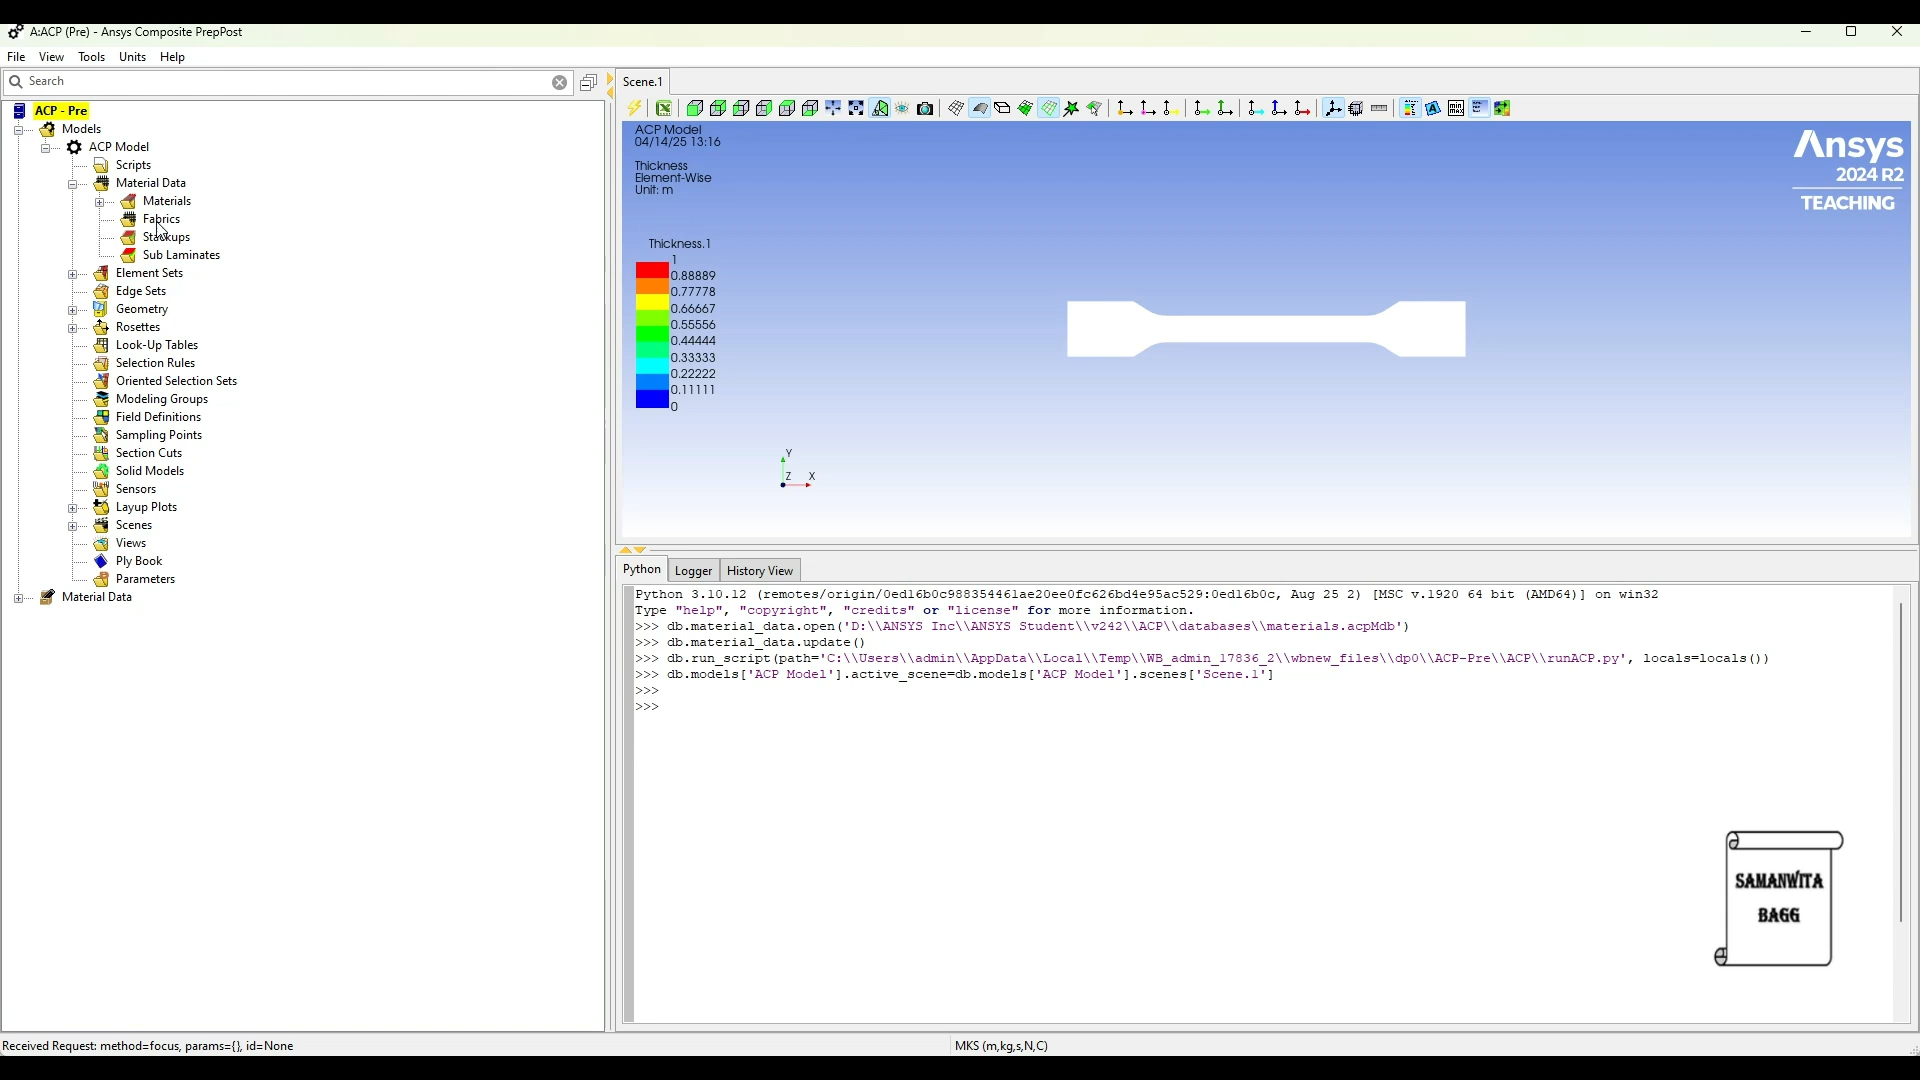 A:ACP (Pre) - Ansys Composite PrepPost
File View Tools Units Help
Search
ACP - Pre
Models
ACP Model
Scripts
Material Data
Materials
Fabrics
Stackups
Sub Laminates
Element Sets
Edge Sets
Geometry
Rosettes
Look-Up Tables
Selection Rules
Oriented Selection Sets
Modeling Groups
Field Definitions
Sampling Points
Section Cuts
Solid Models
Sensors
Layup Plots
Scenes
Views
Ply Book
Parameters
Material Data
Scene.1
ACP Model
04/14/25 13:16
Thickness
Element-Wise
Unit: m
Thickness.1
1
0.88889
0.77778
0.66667
0.55556
0.44444
0.33333
0.22222
0.11111
0
Y
Z X
Ansys
2024 R2
TEACHING
Python Logger History View
Python 3.10.12 (remotes/origin/0ed16b0c988354461ae20ee0fc626bd4e95ac529:0ed16b0c, Aug 25 2) [MSC v.1920 64 bit (AMD64)] on win32
Type "help", "copyright", "credits" or "license" for more information.
>>> db.material_data.open('D:\\ANSYS Inc\\ANSYS Student\\v242\\ACP\\databases\\materials.acpMdb')
>>> db.material_data.update()
>>> db.run_script(path='C:\\Users\\admin\\AppData\\Local\\Temp\\WB_admin_17836_2\\wbnew_files\\dp0\\ACP-Pre\\ACP\\runACP.py', locals=locals())
>>> db.models['ACP Model'].active_scene=db.models['ACP Model'].scenes['Scene.1']
>>>
>>>
SAMANWITA
BAGG
Received Request: method=focus, params={}, id=None
MKS (m,kg,s,N,C)